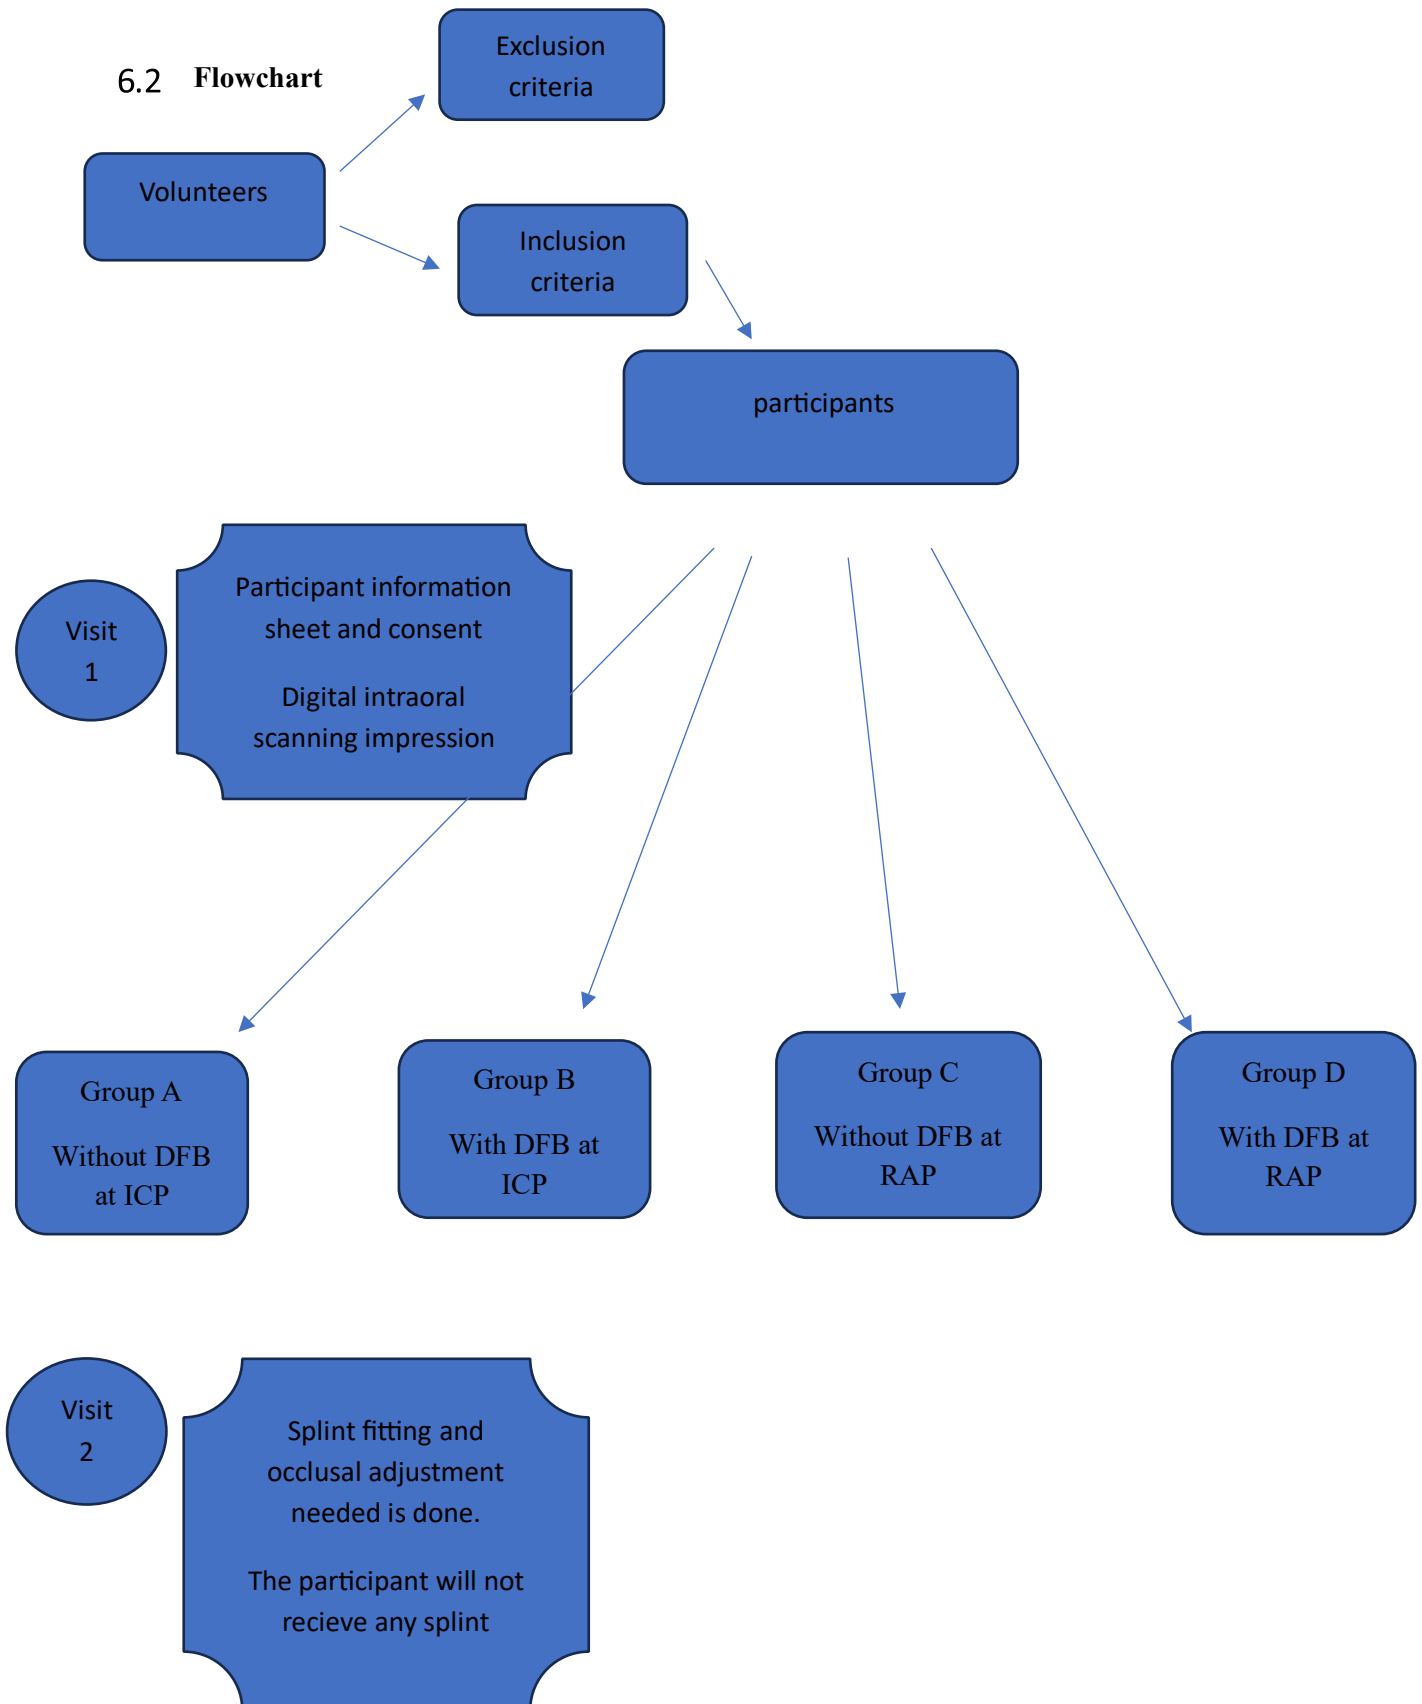 Exclusion
criteria
6.2 Flowchart
Volunteers
Inclusion
criteria
participants
Visit
1
Participant information
sheet and consent
Digital intraoral
scanning impression
Group A
Without DFB
at ICP
Group B
With DFB at
ICP
Group C
Without DFB at
RAP
Group D
With DFB at
RAP
Visit
2
Splint fitting and
occlusal adjustment
needed is done.
The participant will not
recieve any splint